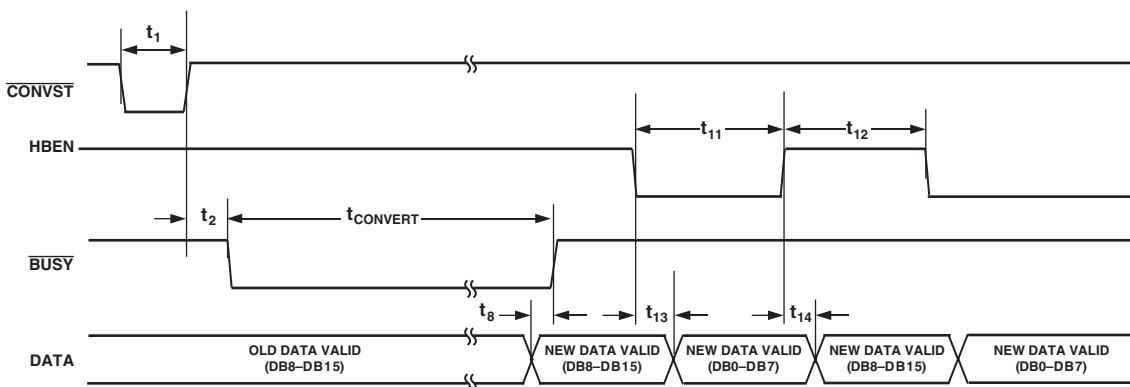 t1
CONVST
HBEN
t11
t12
t2
tCONVERT
BUSY
t8
t13
t14
DATA
OLD DATA VALID
(DB8–DB15)
NEW DATA VALID
(DB8–DB15)
NEW DATA VALID
(DB0–DB7)
NEW DATA VALID
(DB8–DB15)
NEW DATA VALID
(DB0–DB7)